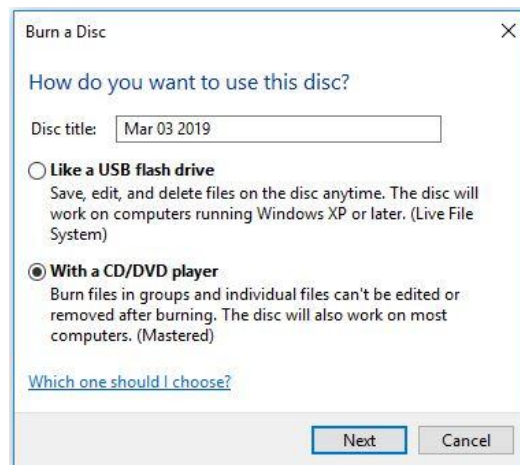 Burn a Disc
How do you want to use this disc?
Disc title: Mar 03 2019
Like a USB flash drive
Save, edit, and delete files on the disc anytime. The disc will
work on computers running Windows XP or later. (Live File
System)
With a CD/DVD player
Burn files in groups and individual files can't be edited or
removed after burning. The disc will also work on most
computers. (Mastered)
Which one should I choose?
Next Cancel